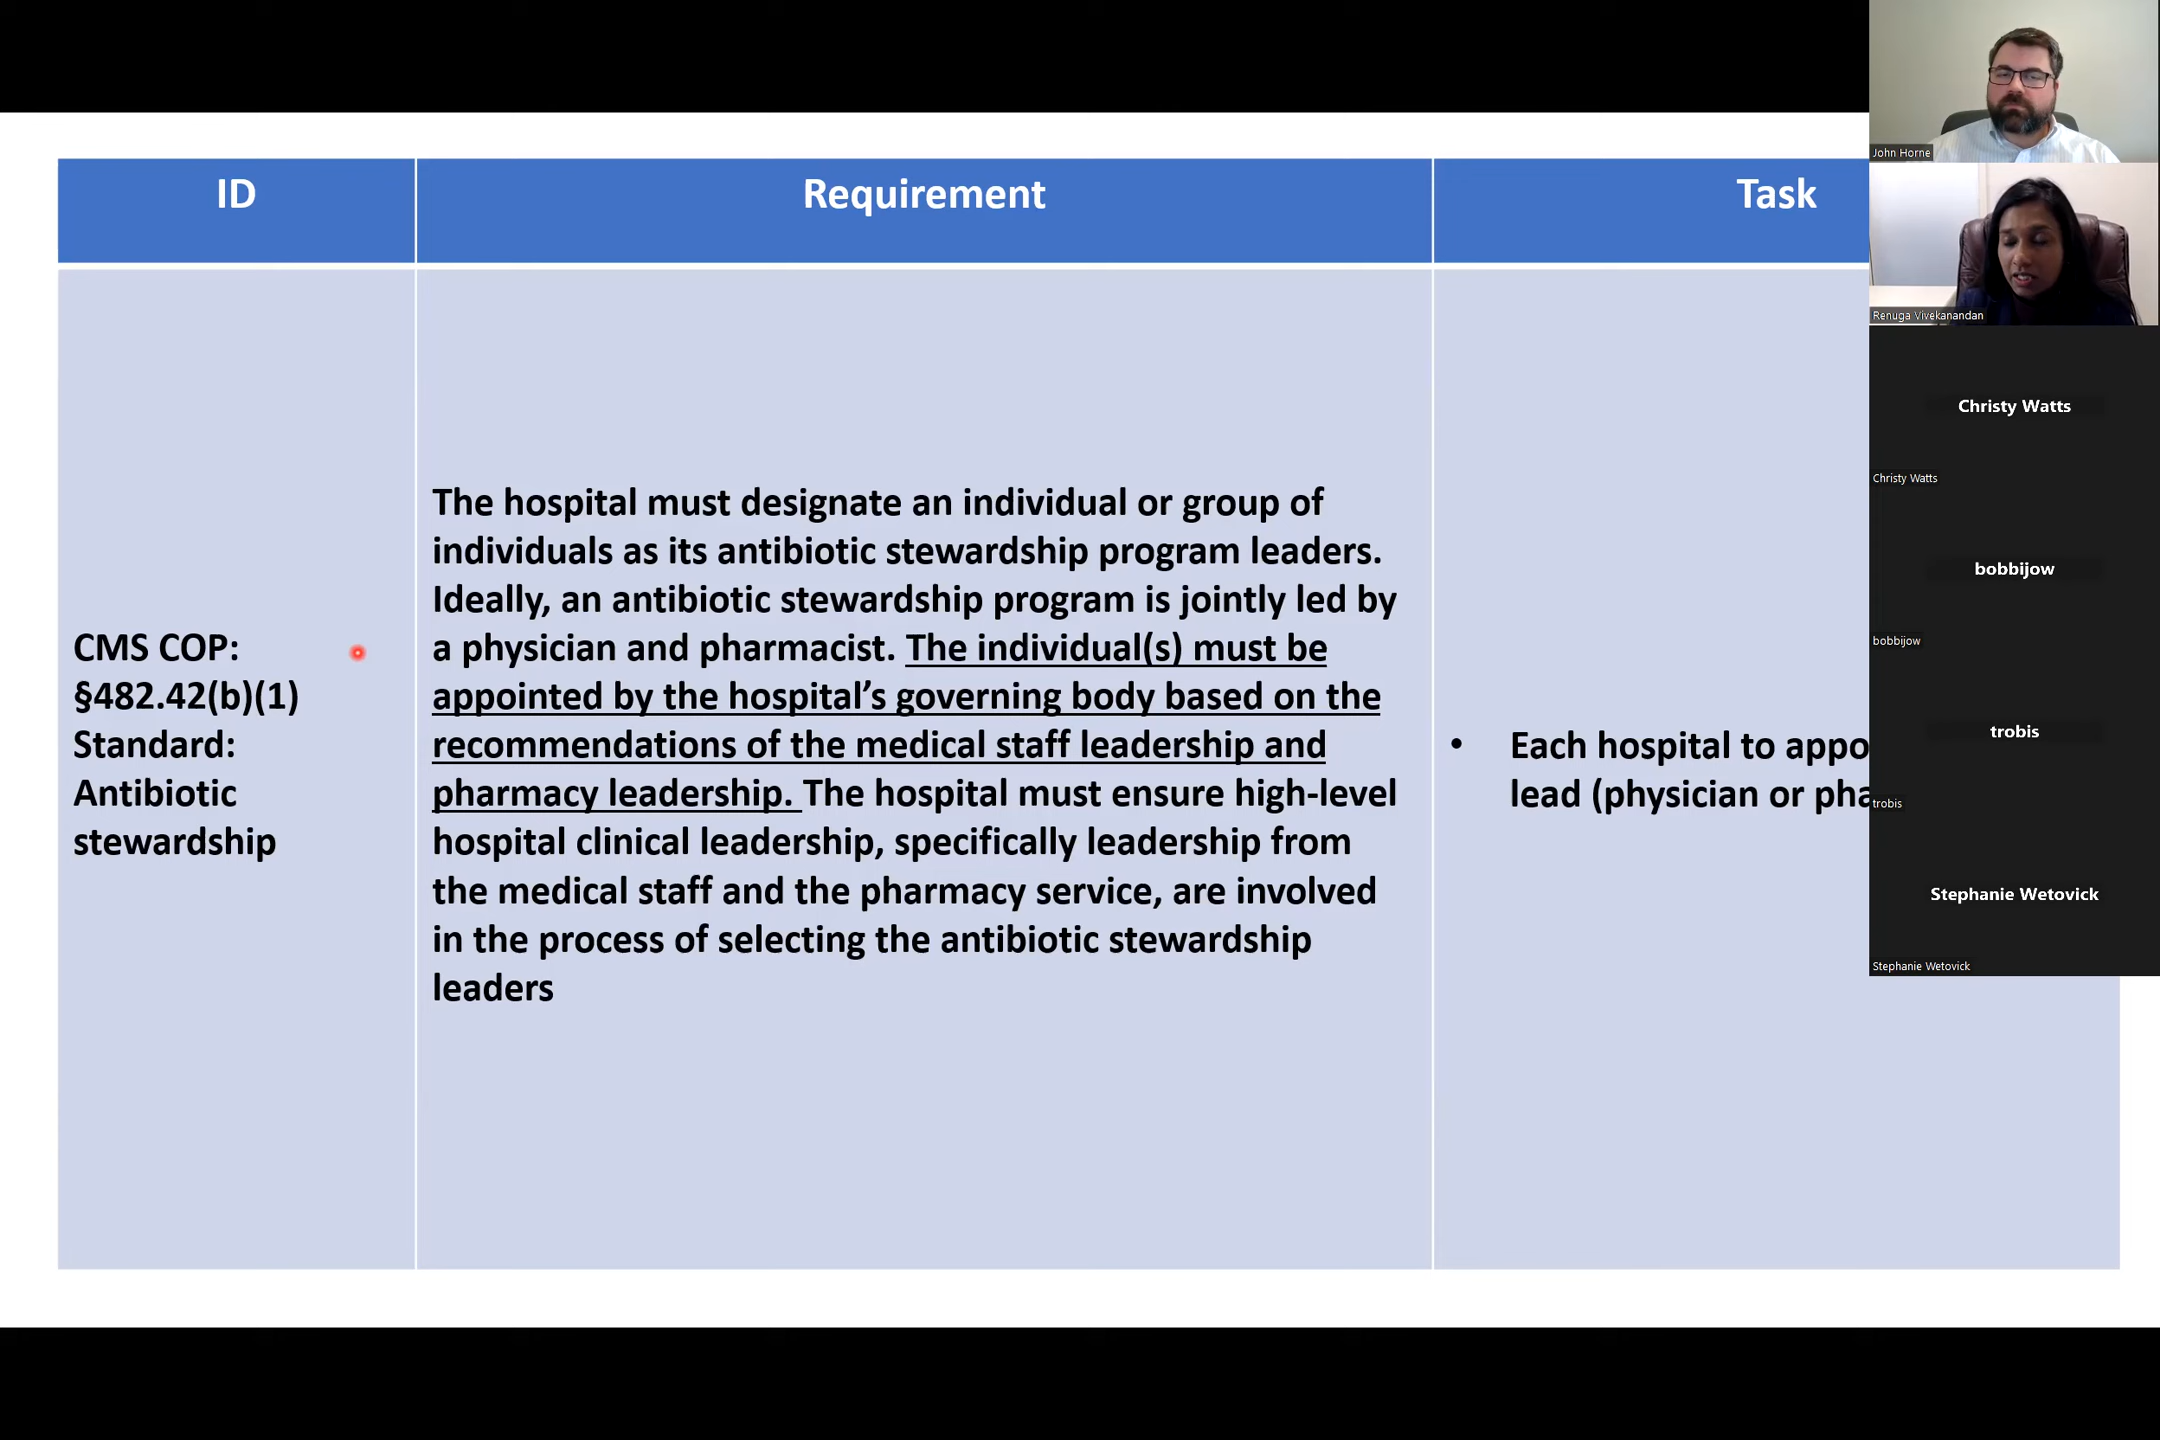 ID
Requirement
Task
CMS COP:
§482.42(b)(1)
Standard:
Antibiotic
stewardship
The hospital must designate an individual or group of
individuals as its antibiotic stewardship program leaders.
Ideally, an antibiotic stewardship program is jointly led by
a physician and pharmacist. The individual(s) must be
appointed by the hospital’s governing body based on the
recommendations of the medical staff leadership and
pharmacy leadership. The hospital must ensure high-level
hospital clinical leadership, specifically leadership from
the medical staff and the pharmacy service, are involved
in the process of selecting the antibiotic stewardship
leaders
• Each hospital to appo
lead (physician or pha
John Horne
Renuga Vivekanandan
Christy Watts
Christy Watts
bobbijow
bobbijow
trobis
trobis
Stephanie Wetovick
Stephanie Wetovick